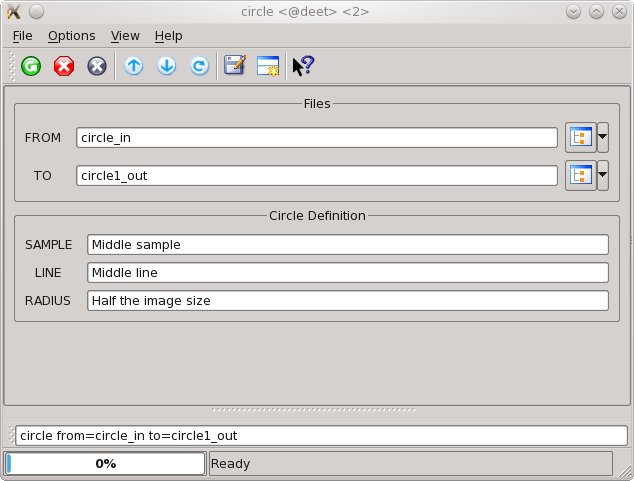 circle <@deet> <2>
File Options View Help
Files
FROM circle_in
TO circle1_out
Circle Definition
SAMPLE Middle sample
LINE Middle line
RADIUS Half the image size
circle from=circle_in to=circle1_out
0% Ready